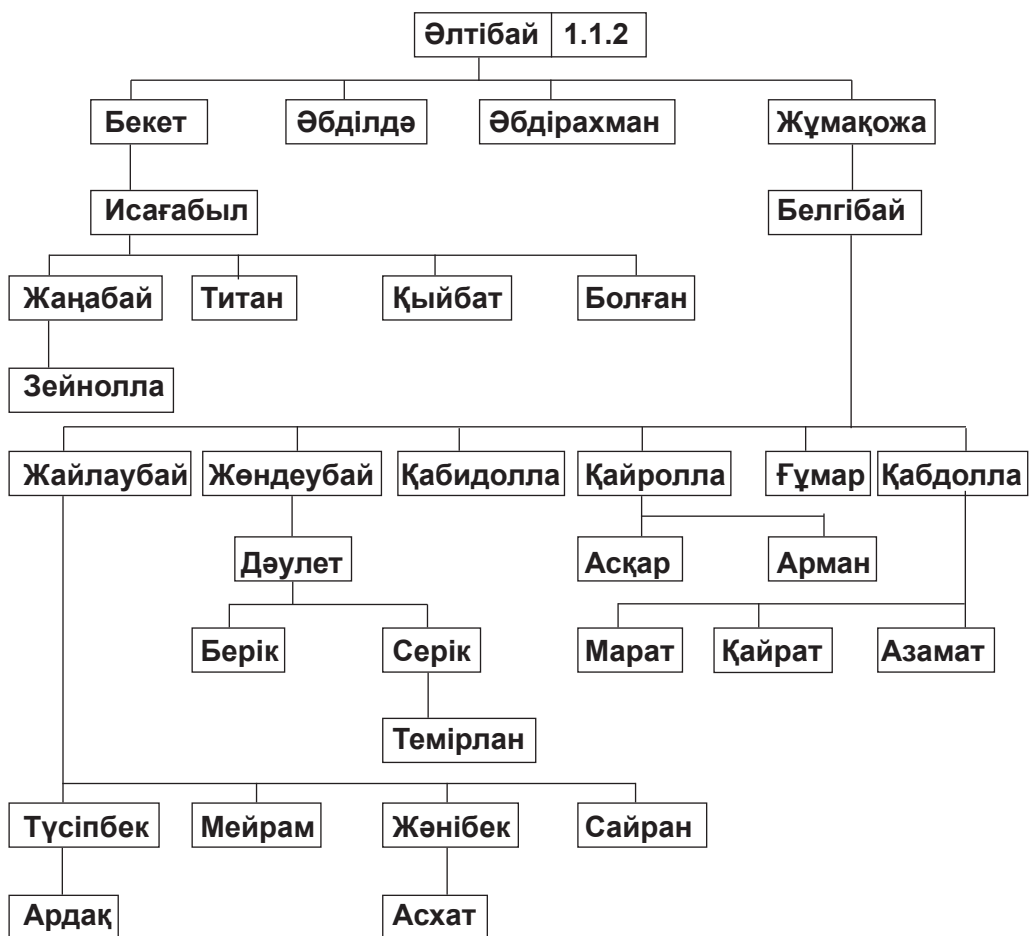 Әлтібай 1.1.2
Бекет Әбділдә Әбдірахман Жұмақожа
Исағабыл Белгібай
Жаңабай Титан Қыйбат Болған
Зейнолла
Жайлаубай Жөндеубай Қабидолла Қайролла Ғұмар Қабдолла
Дәулет Асқар Арман
Берік Серік Марат Қайрат Азамат
Темірлан
Түсіпбек Мейрам Жәнібек Сайран
Ардақ Асхат